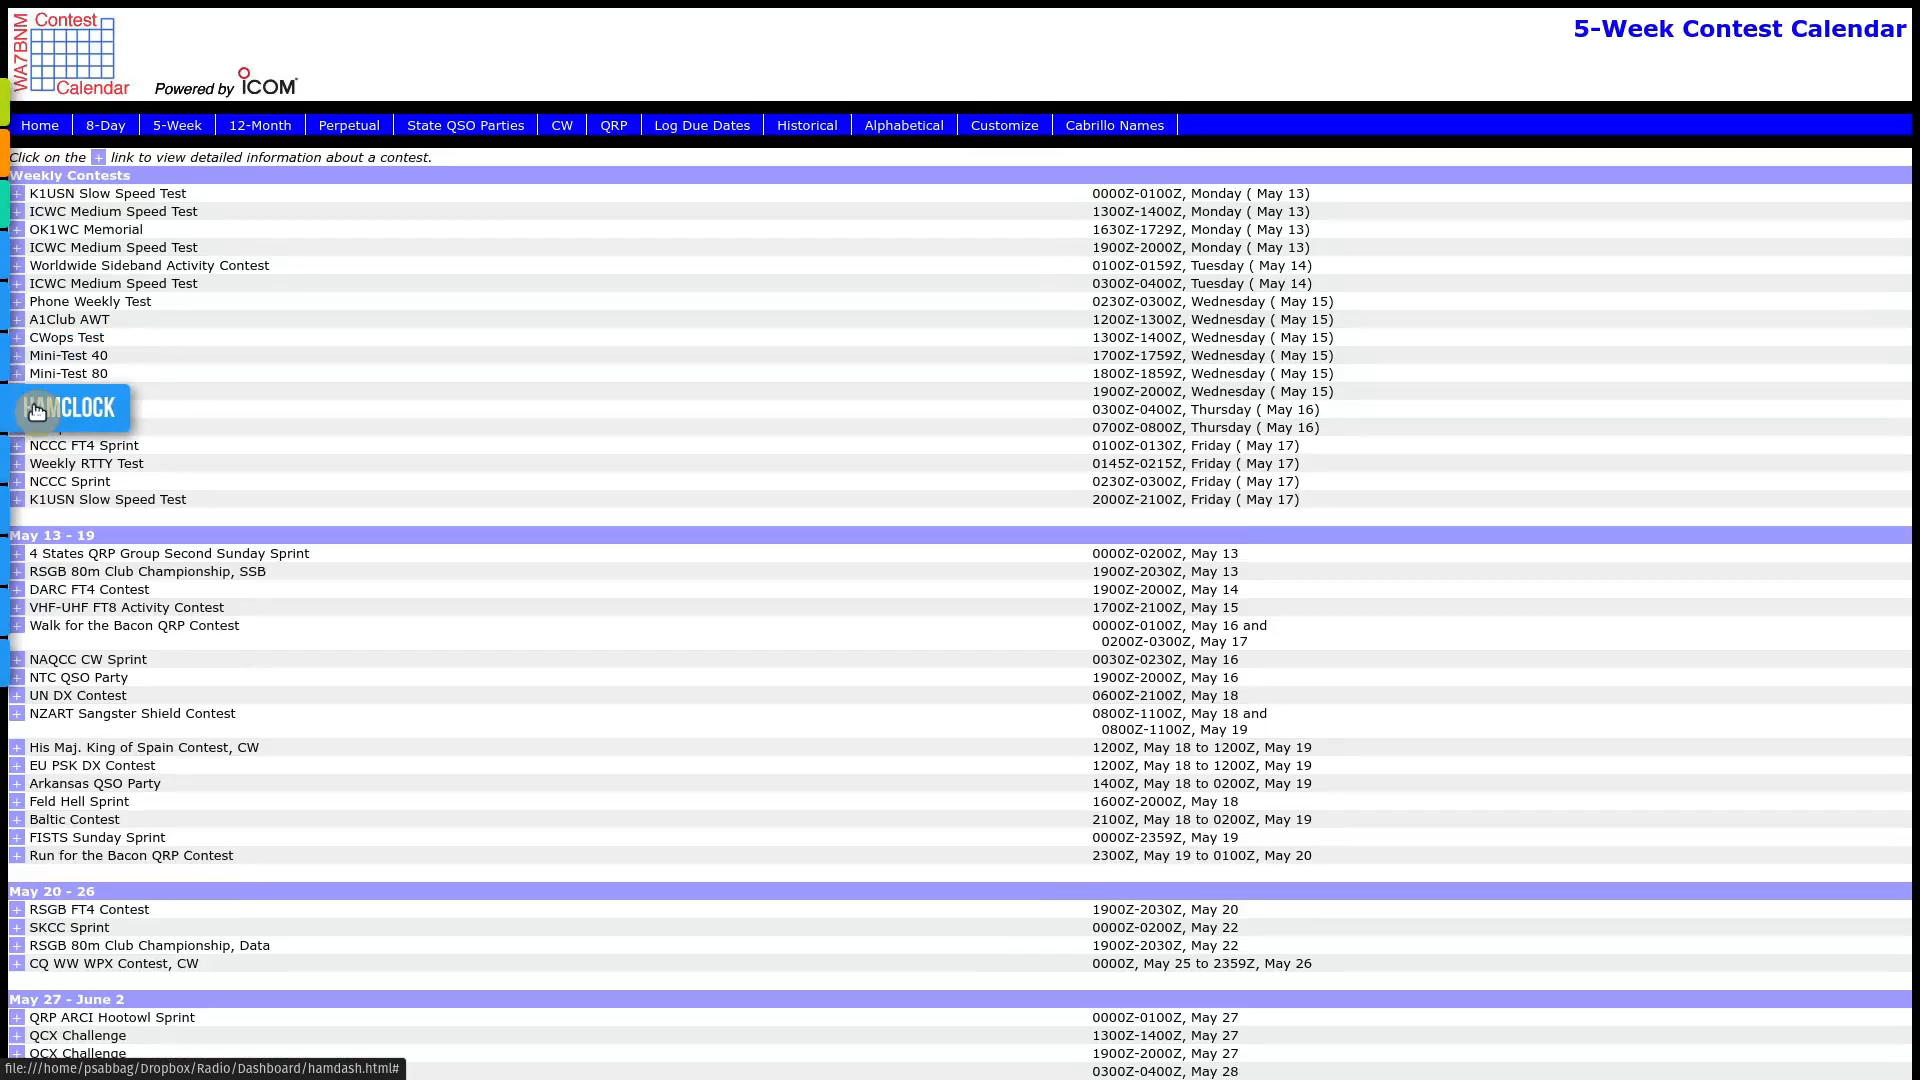 WA7BNM
Contest
Calendar
Powered by ICOM
5-Week Contest Calendar
Home 8-Day 5-Week 12-Month Perpetual State QSO Parties CW QRP Log Due Dates Historical Alphabetical Customize Cabrillo Names
Click on the + link to view detailed information about a contest.
Weekly Contests
+ K1USN Slow Speed Test 0000Z-0100Z, Monday ( May 13)
+ ICWC Medium Speed Test 1300Z-1400Z, Monday ( May 13)
+ OK1WC Memorial 1630Z-1729Z, Monday ( May 13)
+ ICWC Medium Speed Test 1900Z-2000Z, Monday ( May 13)
+ Worldwide Sideband Activity Contest 0100Z-0159Z, Tuesday ( May 14)
+ ICWC Medium Speed Test 0300Z-0400Z, Tuesday ( May 14)
+ Phone Weekly Test 0230Z-0300Z, Wednesday ( May 15)
+ A1Club AWT 1200Z-1300Z, Wednesday ( May 15)
+ CWops Test 1300Z-1400Z, Wednesday ( May 15)
+ Mini-Test 40 1700Z-1759Z, Wednesday ( May 15)
+ Mini-Test 80 1800Z-1859Z, Wednesday ( May 15)
1900Z-2000Z, Wednesday ( May 15)
HAMCLOCK 0300Z-0400Z, Thursday ( May 16)
0700Z-0800Z, Thursday ( May 16)
+ NCCC FT4 Sprint 0100Z-0130Z, Friday ( May 17)
+ Weekly RTTY Test 0145Z-0215Z, Friday ( May 17)
+ NCCC Sprint 0230Z-0300Z, Friday ( May 17)
+ K1USN Slow Speed Test 2000Z-2100Z, Friday ( May 17)
May 13 - 19
+ 4 States QRP Group Second Sunday Sprint 0000Z-0200Z, May 13
+ RSGB 80m Club Championship, SSB 1900Z-2030Z, May 13
+ DARC FT4 Contest 1900Z-2000Z, May 14
+ VHF-UHF FT8 Activity Contest 1700Z-2100Z, May 15
+ Walk for the Bacon QRP Contest 0000Z-0100Z, May 16 and
0200Z-0300Z, May 17
+ NAQCC CW Sprint 0030Z-0230Z, May 16
+ NTC QSO Party 1900Z-2000Z, May 16
+ UN DX Contest 0600Z-2100Z, May 18
+ NZART Sangster Shield Contest 0800Z-1100Z, May 18 and
0800Z-1100Z, May 19
+ His Maj. King of Spain Contest, CW 1200Z, May 18 to 1200Z, May 19
+ EU PSK DX Contest 1200Z, May 18 to 1200Z, May 19
+ Arkansas QSO Party 1400Z, May 18 to 0200Z, May 19
+ Feld Hell Sprint 1600Z-2000Z, May 18
+ Baltic Contest 2100Z, May 18 to 0200Z, May 19
+ FISTS Sunday Sprint 0000Z-2359Z, May 19
+ Run for the Bacon QRP Contest 2300Z, May 19 to 0100Z, May 20
May 20 - 26
+ RSGB FT4 Contest 1900Z-2030Z, May 20
+ SKCC Sprint 0000Z-0200Z, May 22
+ RSGB 80m Club Championship, Data 1900Z-2030Z, May 22
+ CQ WW WPX Contest, CW 0000Z, May 25 to 2359Z, May 26
May 27 - June 2
+ QRP ARCI Hootowl Sprint 0000Z-0100Z, May 27
+ QCX Challenge 1300Z-1400Z, May 27
+ QCX Challenge 1900Z-2000Z, May 27
file:///home/psabbag/Dropbox/Radio/Dashboard/hamdash.html# 0300Z-0400Z, May 28